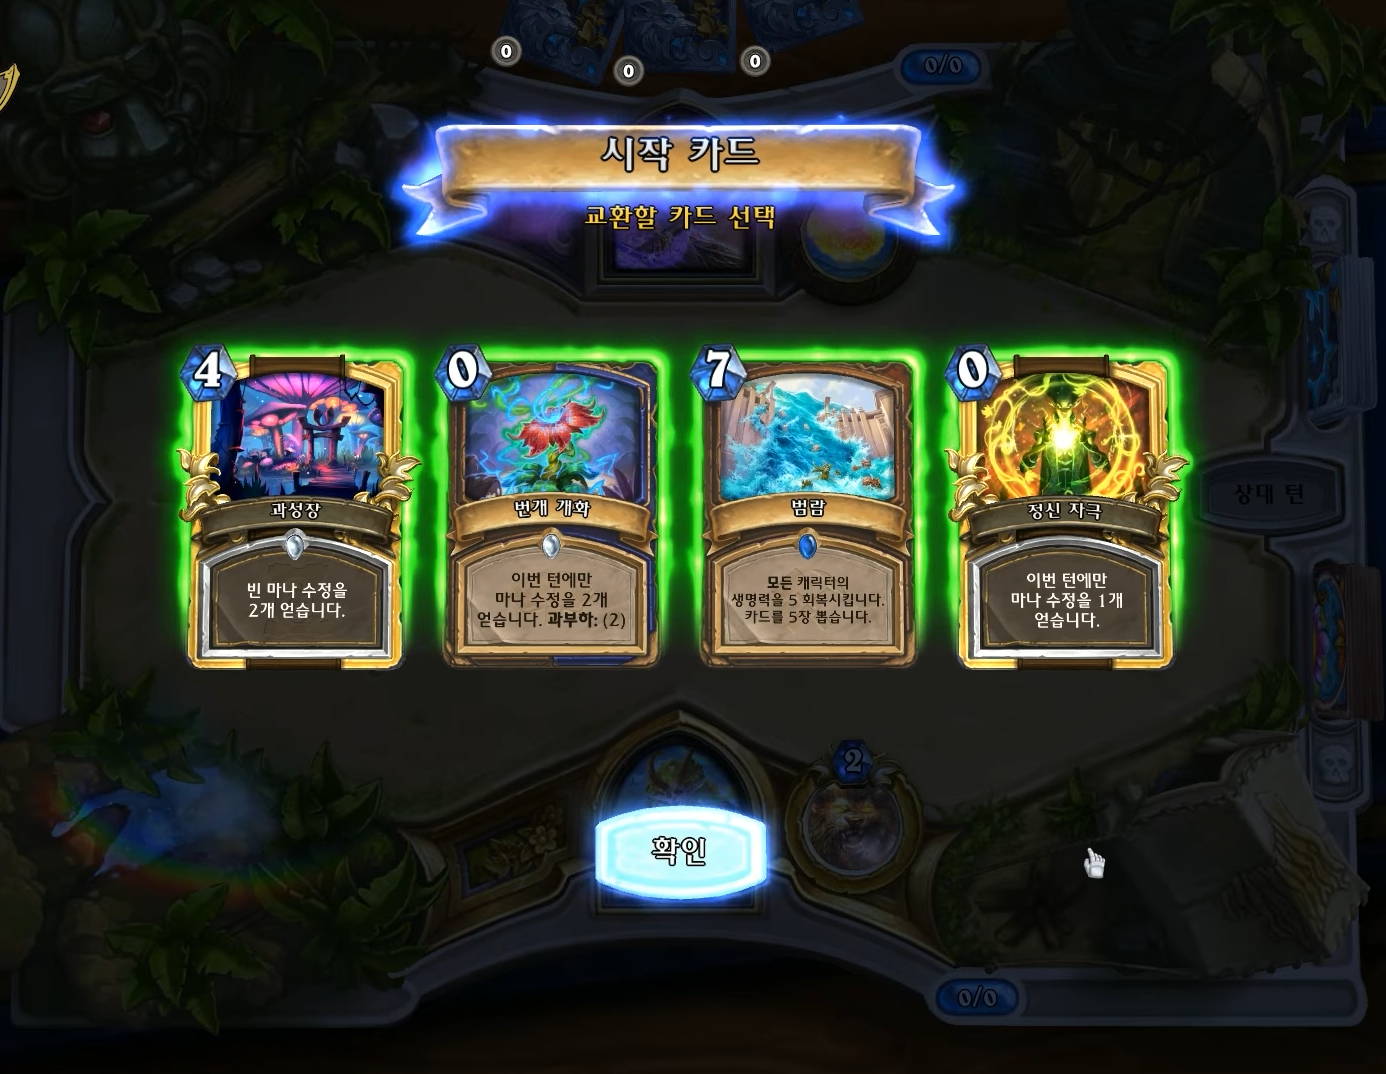 0
0
0
0/0
시작 카드
교환할 카드 선택
4
과성장
빈 마나 수정을
2개 얻습니다.
0
번개 개화
이번 턴에만
마나 수정을 2개
얻습니다. 과부하: (2)
7
범람
모든 캐릭터의
생명력을 5 회복시킵니다.
카드를 5장 뽑습니다.
0
정신 자극
이번 턴에만
마나 수정을 1개
얻습니다.
상대 턴
2
확인
0/0